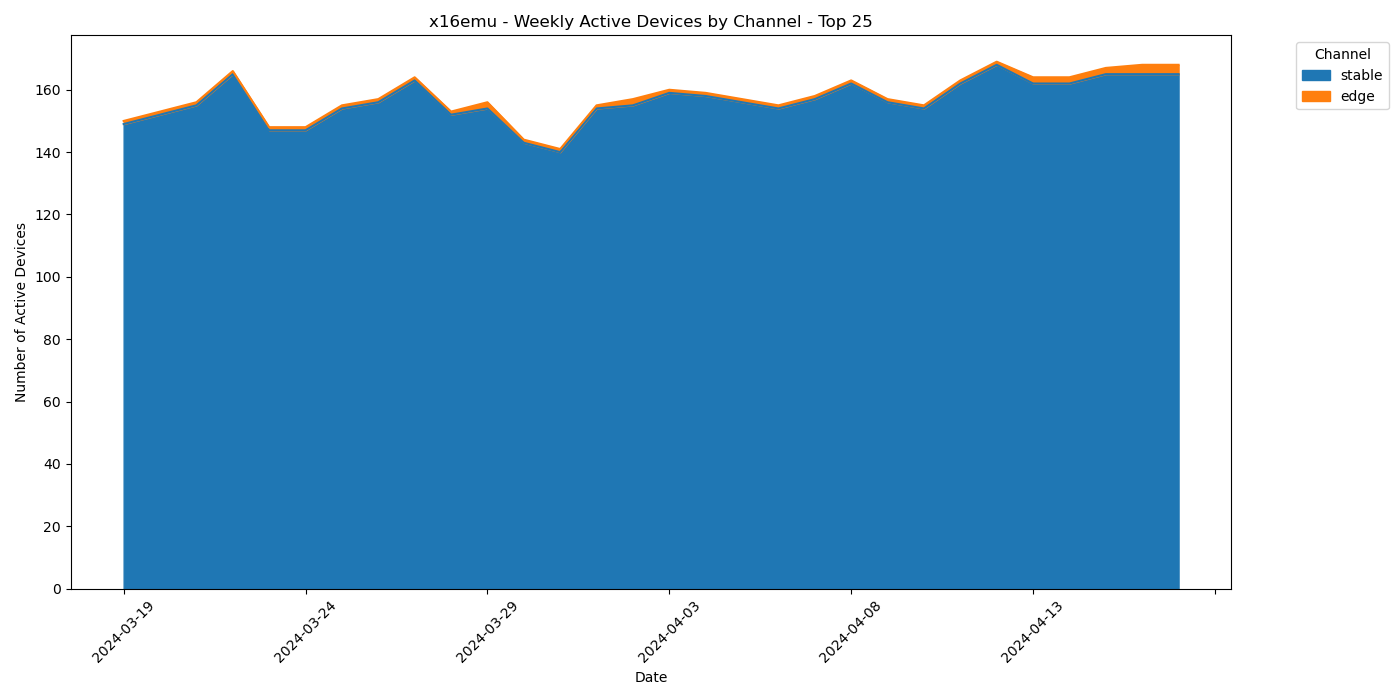 x16emu - Weekly Active Devices by Channel - Top 25
Channel
stable
edge
Number of Active Devices
160
140
120
100
80
60
40
20
0
2024-03-19
2024-03-24
2024-03-29
2024-04-03
2024-04-08
2024-04-13
Date